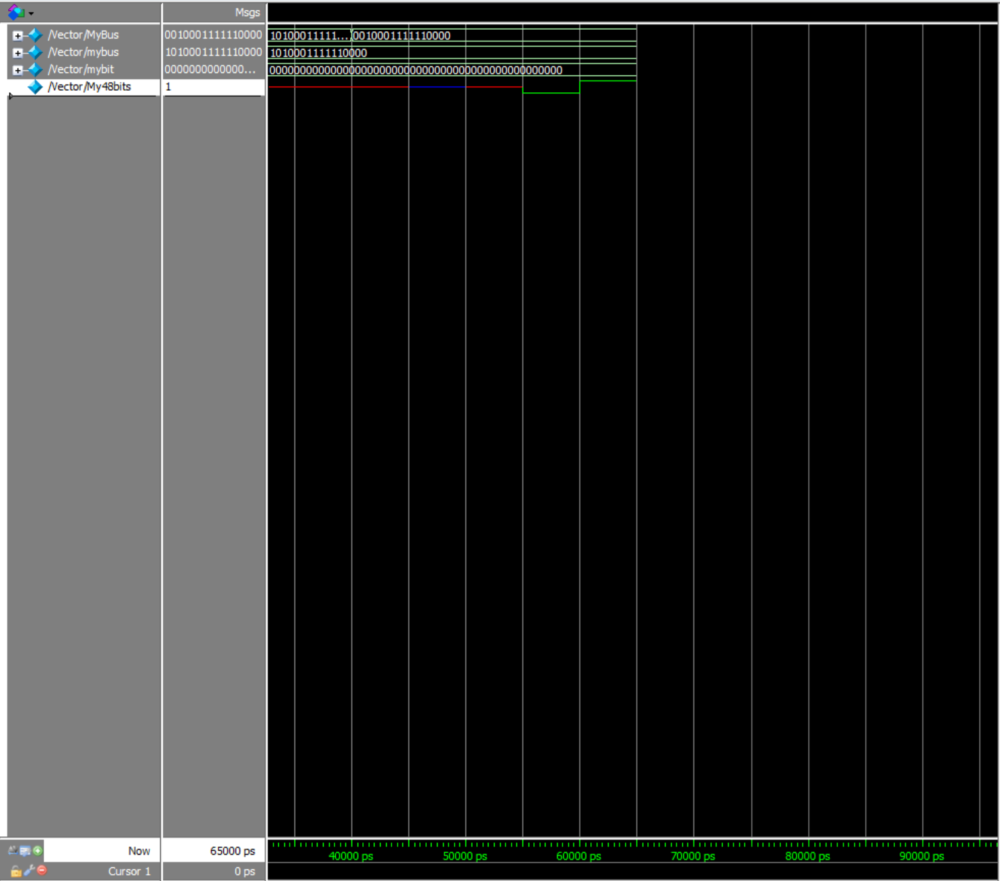 Msgs
/Vector/MyBus 0010001111110000 10100011111... 0010001111110000
/Vector/mybus 1010001111110000 1010001111110000
/Vector/mybit 0000000000000... 000000000000000000000000000000000000000000000000
/Vector/My48bits 1
Now 65000 ps 40000 ps 50000 ps 60000 ps 70000 ps 80000 ps 90000 ps
Cursor 1 0 ps